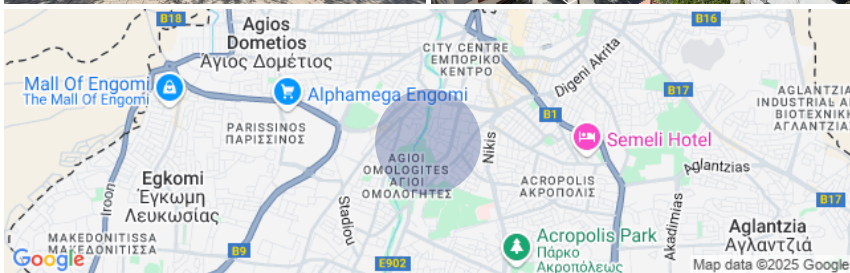 B18
Agios
Dometios
Άγιος Δομέτιος
CITY CENTRE
ΕΜΠΟΡΙΚΟ
ΚΕΝΤΡΟ
B16
Digeni Akrita
Mall Of Engomi
The Mall Of Engomi
Alphamega Engomi
B17
AGLANTZIA
INDUSTRIAL A
ΒΙΟΤΕΧΝΙΚΗ
ΑΓΛΑΝΤΖΙΑΣ
PARISSINOS
ΠΑΡΙΣΣΙΝΟΣ
B1
Semeli Hotel
Nikis
AGIOI
OMOLOGITES
ΑΓΙΟΙ
ΟΜΟΛΟΓΗΤΕΣ
Aglantzias
Egkomi
Έγκωμη
Λευκωσίας
Iroon
Stadiou
ACROPOLIS
ΑΚΡΟΠΟΛΙΣ
Akadimias
B17
Aglantzia
Αγλαντζιά
MAKEDONITISSA
ΜΑΚΕΔΟΝΙΤΙΣΣΑ
B9
E902
Acropolis Park
Πάρκο
Ακροπόλεως
Google
Map data ©2025 Google